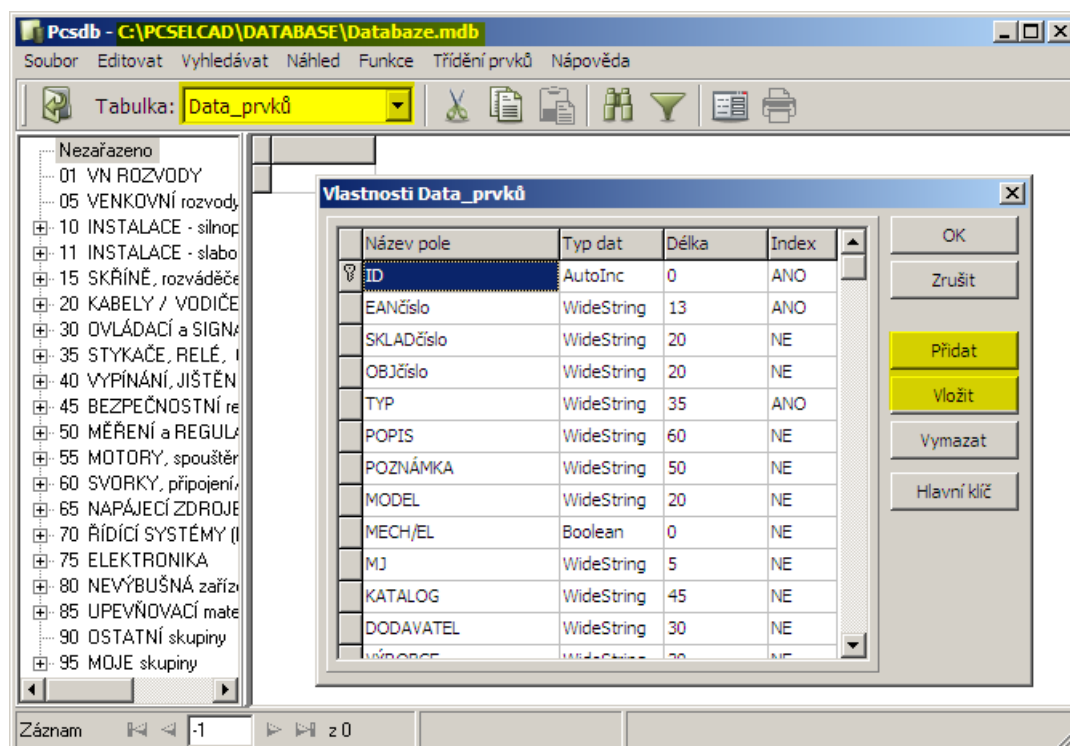 Pcsdb - C:\PCSELCAD\DATABASE\Databaze.mdb
Soubor Editovat Vyhledávat Náhled Funkce Třídění prvků Nápověda
Tabulka: Data_prvků
Nezařazeno
01 VN ROZVODY
05 VENKOVNÍ rozvody
10 INSTALACE - silnop
11 INSTALACE - slabo
15 SKŘÍNĚ, rozváděče
20 KABELY / VODIČE
30 OVLÁDACÍ a SIGNA
35 STYKAČE, RELÉ,
40 VYPÍNÁNÍ, JIŠTĚN
45 BEZPEČNOSTNÍ re
50 MĚŘENÍ a REGULA
55 MOTORY, spouštěr
60 SVORKY, připojení
65 NAPÁJECÍ ZDROJE
70 ŘÍDÍCÍ SYSTÉMY (
75 ELEKTRONIKA
80 NEVÝBUŠNÁ zaříz
85 UPEVŇOVACÍ mate
90 OSTATNÍ skupiny
95 MOJE skupiny
Vlastnosti Data_prvků
Název pole Typ dat Délka Index
ID AutoInc 0 ANO
EANčíslo WideString 13 ANO
SKLADčíslo WideString 20 NE
OBJčíslo WideString 20 NE
TYP WideString 35 ANO
POPIS WideString 60 NE
POZNÁMKA WideString 50 NE
MODEL WideString 20 NE
MECH/EL Boolean 0 NE
MJ WideString 5 NE
KATALOG WideString 45 NE
DODAVATEL WideString 30 NE
OK
Zrušit
Přidat
Vložit
Vymazat
Hlavní klíč
Záznam -1 z 0